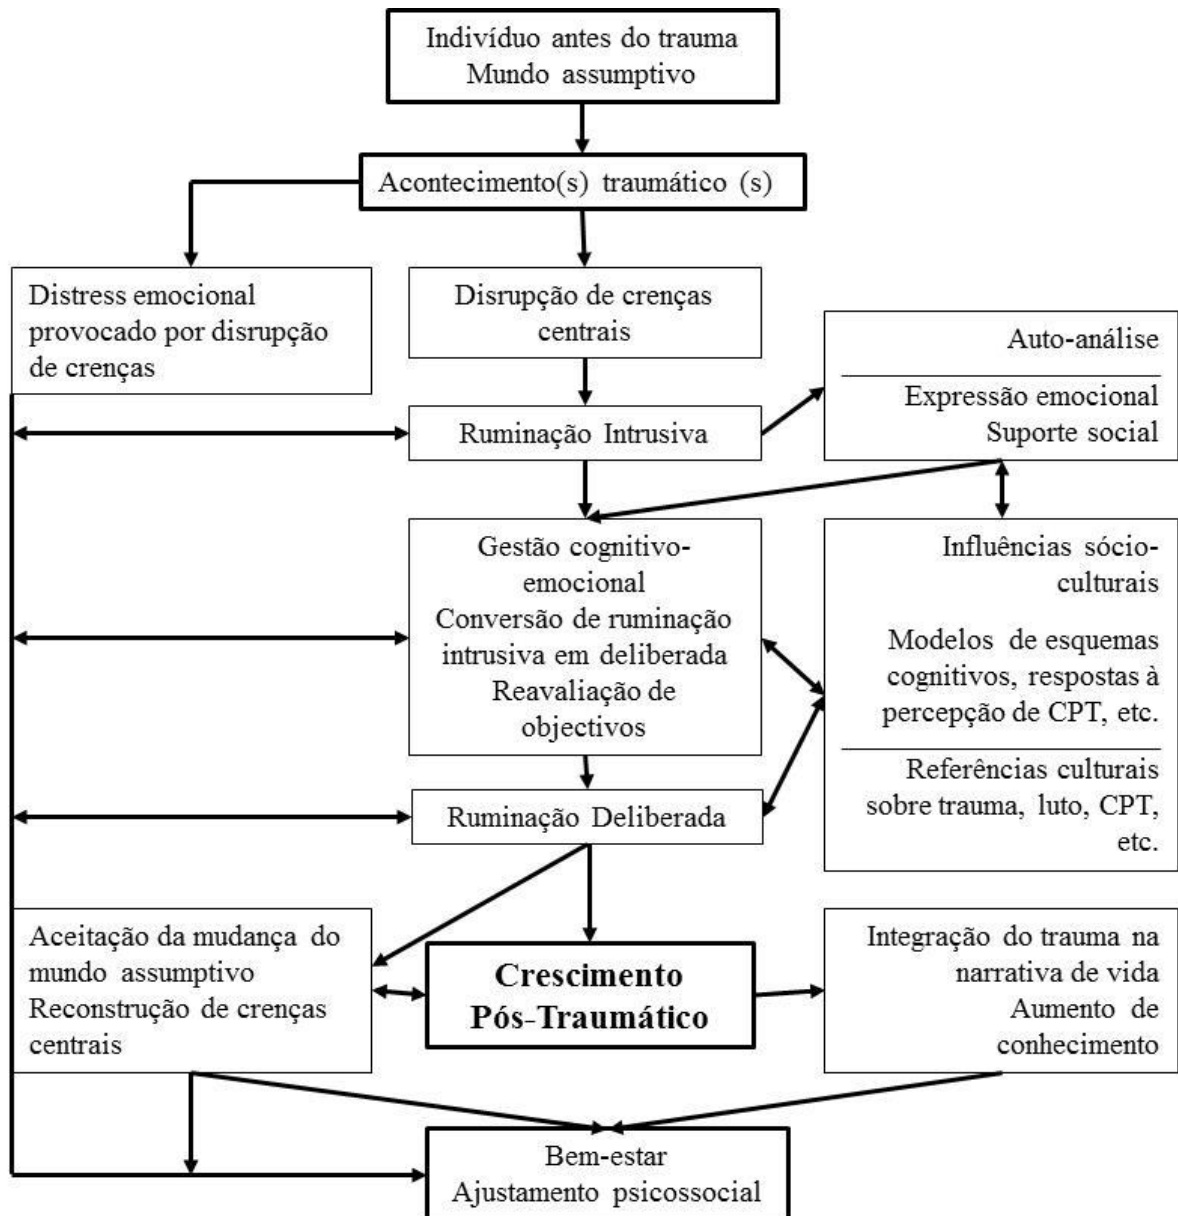 Indivíduo antes do trauma
Mundo assumptivo
Acontecimento(s) traumático (s)
Distress emocional
provocado por disrupção
de crenças
Disrupção de crenças
centrais
Auto-análise
Expressão emocional
Suporte social
Ruminação Intrusiva
Gestão cognitivo-
emocional
Conversão de ruminação
intrusiva em deliberada
Reavaliação de
objectivos
Influências sócio-
culturais
Modelos de esquemas
cognitivos, respostas à
percepção de CPT, etc.
Referências culturais
sobre trauma, luto, CPT,
etc.
Ruminação Deliberada
Aceitação da mudança do
mundo assumptivo
Reconstrução de crenças
centrais
Crescimento
Pós-Traumático
Integração do trauma na
narrativa de vida
Aumento de
conhecimento
Bem-estar
Ajustamento psicossocial